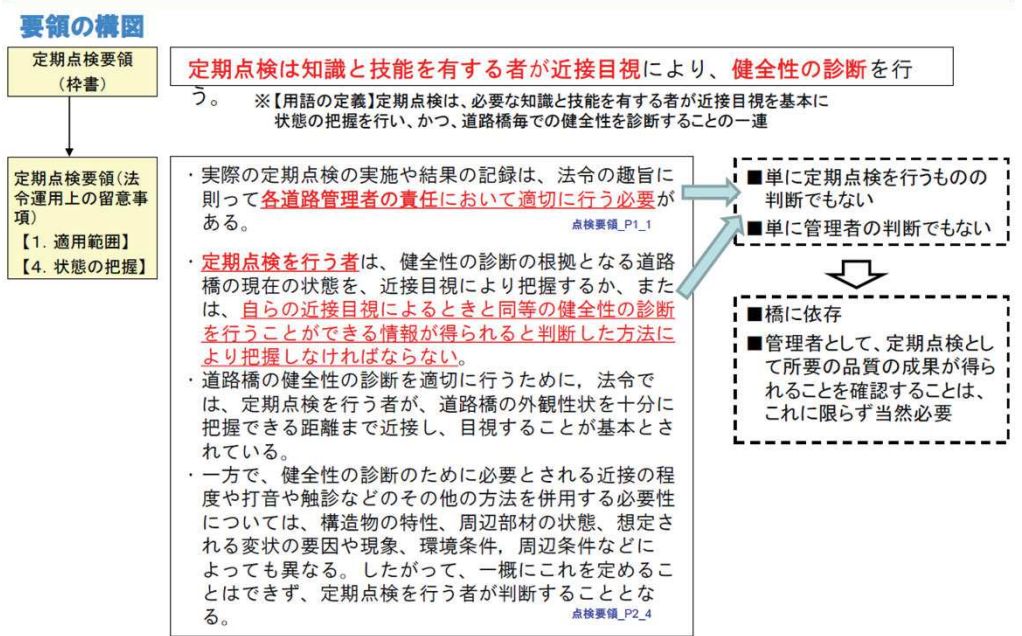 要領の構図
定期点検要領
（枠書）
定期点検は知識と技能を有する者が近接目視により、健全性の診断を行
う。
※【用語の定義】定期点検は、必要な知識と技能を有する者が近接目視を基本に
状態の把握を行い、かつ、道路橋毎での健全性を診断することの一連
定期点検要領（法
令運用上の留意事
項）
【1. 適用範囲】
【4. 状態の把握】
・実際の定期点検の実施や結果の記録は、法令の趣旨に
則って各道路管理者の責任において適切に行う必要が
ある。
点検要領_P1_1
・定期点検を行う者は、健全性の診断の根拠となる道路
橋の現在の状態を、近接目視により把握するか、また
は、自らの近接目視によるときと同等の健全性の診断
を行うことができる情報が得られると判断した方法に
より把握しなければならない。
・道路橋の健全性の診断を適切に行うために，法令で
は、定期点検を行う者が、道路橋の外観性状を十分に
把握できる距離まで近接し、目視することが基本とさ
れている。
・一方で、健全性の診断のために必要とされる近接の程
度や打音や触診などのその他の方法を併用する必要性
については、構造物の特性、周辺部材の状態、想定さ
れる変状の要因や現象、環境条件，周辺条件などに
よっても異なる。したがって、一概にこれを定めるこ
とはできず、定期点検を行う者が判断することとな
る。
点検要領_P2_4
■単に定期点検を行うものの
判断でもない
■単に管理者の判断でもない
■橋に依存
■管理者として、定期点検とし
て所要の品質の成果が得ら
れることを確認することは、
これに限らず当然必要